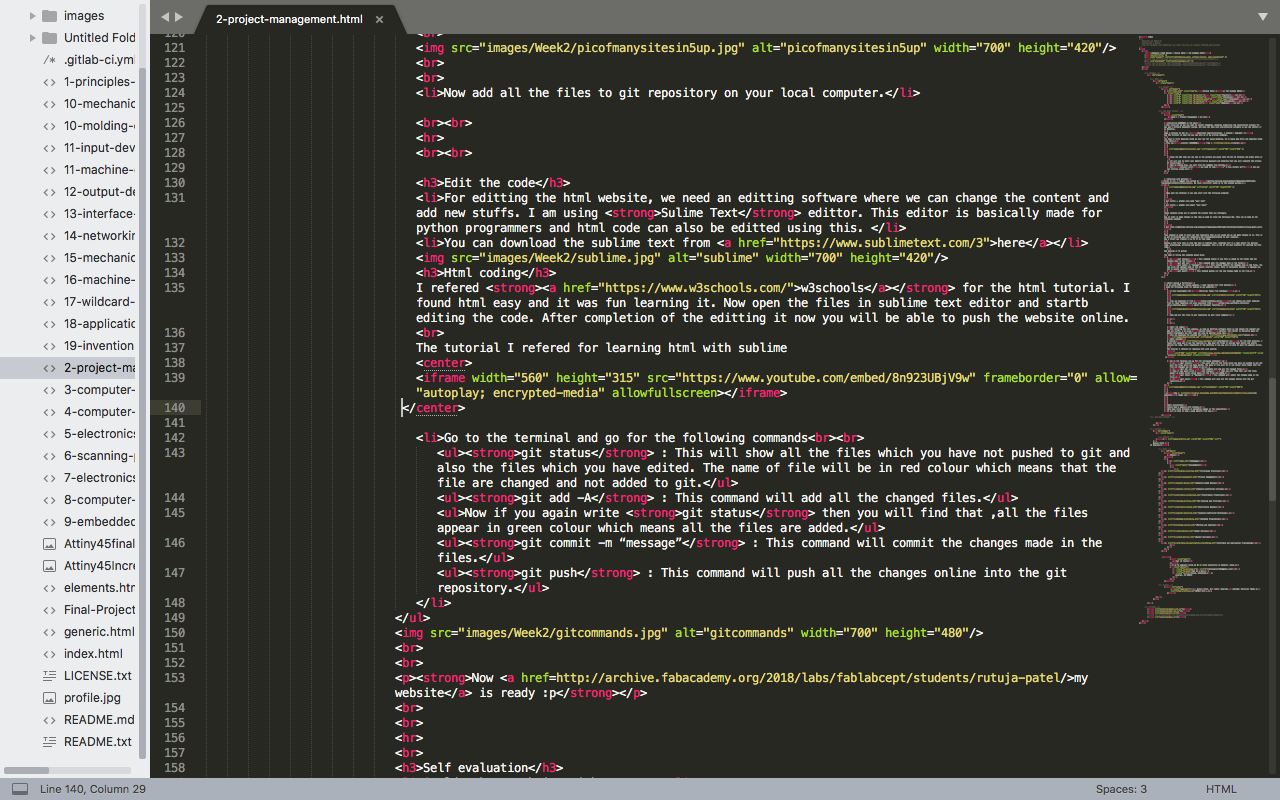 images
Untitled Fold
.gitlab-ci.yml
1-principles-
10-mechanic
10-molding-
11-input-dev
11-machine-
12-output-de
13-interface-
14-networkin
15-mechanic
16-machine-
17-wildcard-
18-applicatic
19-invention
2-project-ma
3-computer-
4-computer-
5-electronics
6-scanning-
7-electronics
8-computer-
9-embedded
Attiny45final
Attiny45Incre
elements.htm
Final-Project
generic.html
index.html
LICENSE.txt
profile.jpg
README.md
README.txt
2-project-management.html
120 <br>
121 <img src="images/Week2/picofmanysitesin5up.jpg" alt="picofmanysitesin5up" width="700" height="420"/>
122 <br>
123 <br>
124 <li>Now add all the files to git repository on your local computer.</li>
125
126 <br><br>
127 <hr>
128 <br><br>
129
130 <h3>Edit the code</h3>
131 <li>For editting the html website, we need an editting software where we can change the content and
add new stuffs. I am using <strong>Sulime Text</strong> edittor. This editor is basically made for
python programmers and html code can also be editted using this. </li>
132 <li>You can download the sublime text from <a href="https://www.sublimetext.com/3">here</a></li>
133 <img src="images/Week2/sublime.jpg" alt="sublime" width="700" height="420"/>
134 <h3>Html coding</h3>
135 I refered <strong><a href="https://www.w3schools.com/">w3schools</a></strong> for the html tutorial. I
found html easy and it was fun learning it. Now open the files in sublime text editor and startb
editing the code. After completion of the editting it now you will be able to push the website online.
136 <br>
137 The tutorial I refrered for learning html with sublime
138 <center>
139 <iframe width="560" height="315" src="https://www.youtube.com/embed/8n923UBjV9w" frameborder="0" allow=
"autoplay; encrypted-media" allowfullscreen></iframe>
140 </center>
141
142 <li>Go to the terminal and go for the following commands<br><br>
143 <ul><strong>git status</strong> : This will show all the files which you have not pushed to git and
also the files which you have edited. The name of file will be in red colour which means that the
file are changed and not added to git.</ul>
144 <ul><strong>git add -A</strong> : This command will add all the changed files.</ul>
145 <ul>Now if you again write <strong>git status</strong> then you will find that ,all the files
appear in green colour which means all the files are added.</ul>
146 <ul><strong>git commit -m “message”</strong> : This command will commit the changes made in the
files.</ul>
147 <ul><strong>git push</strong> : This command will push all the changes online into the git
repository.</ul>
148 </li>
149 </ul>
150 <img src="images/Week2/gitcommands.jpg" alt="gitcommands" width="700" height="480"/>
151 <br>
152 <br>
153 <p><strong>Now <a href=http://archive.fabacademy.org/2018/labs/fablabcept/students/rutuja-patel/>my
website</a> is ready :p</strong></p>
154 <br>
155 <br>
156 <hr>
157 <br>
158 <h3>Self evaluation</h3>
Line 140, Column 29
Spaces: 3
HTML